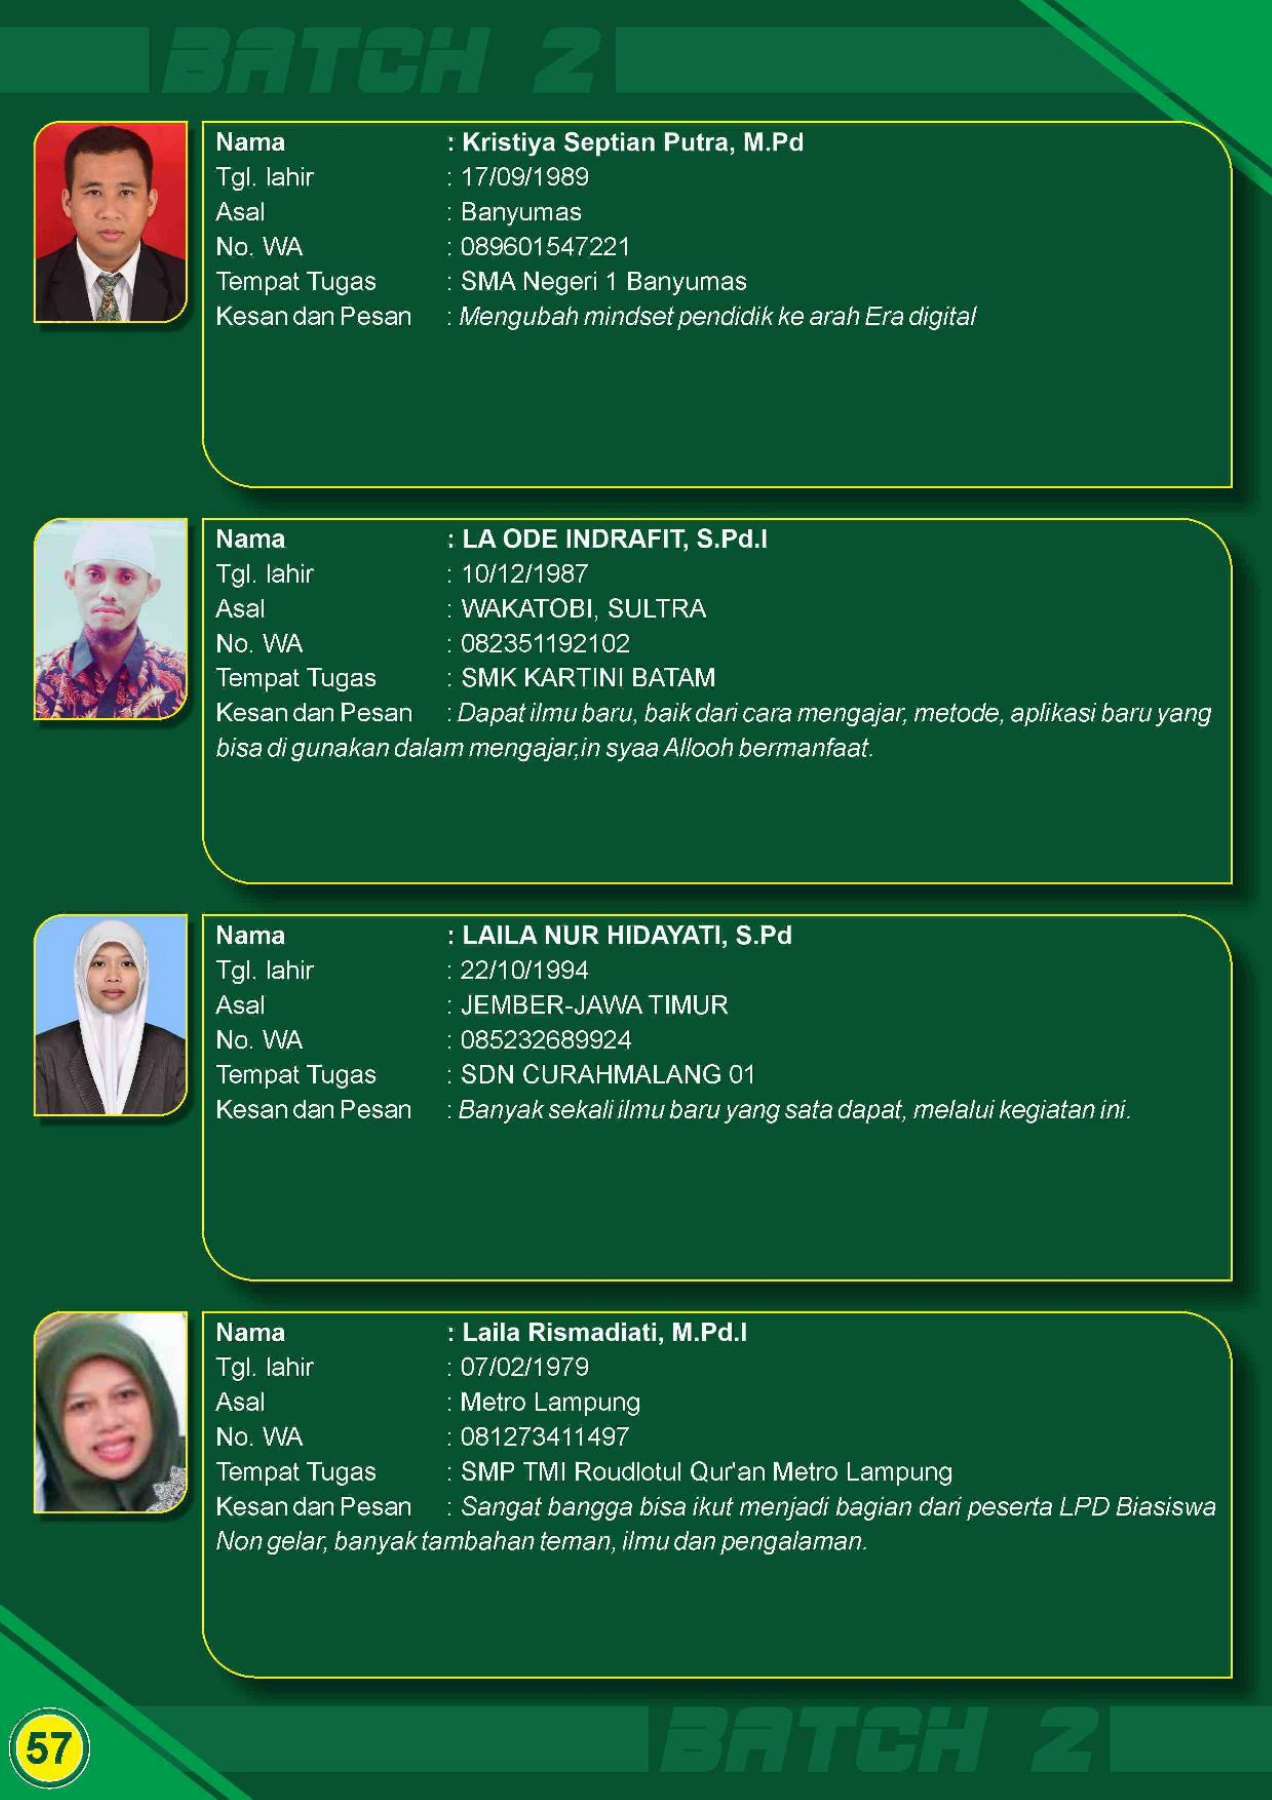 BATCH 2
Nama : Kristiya Septian Putra, M.Pd
Tgl. lahir : 17/09/1989
Asal : Banyumas
No. WA : 089601547221
Tempat Tugas : SMA Negeri 1 Banyumas
Kesan dan Pesan : Mengubah mindset pendidik ke arah Era digital
Nama : LA ODE INDRAFIT, S.Pd.I
Tgl. lahir : 10/12/1987
Asal : WAKATOBI, SULTRA
No. WA : 082351192102
Tempat Tugas : SMK KARTINI BATAM
Kesan dan Pesan : Dapat ilmu baru, baik dari cara mengajar, metode, aplikasi baru yang
bisa di gunakan dalam mengajar,in syaa Allooh bermanfaat.
Nama : LAILA NUR HIDAYATI, S.Pd
Tgl. lahir : 22/10/1994
Asal : JEMBER-JAWA TIMUR
No. WA : 085232689924
Tempat Tugas : SDN CURAHMALANG 01
Kesan dan Pesan : Banyak sekali ilmu baru yang sata dapat, melalui kegiatan ini.
Nama : Laila Rismadiati, M.Pd.I
Tgl. lahir : 07/02/1979
Asal : Metro Lampung
No. WA : 081273411497
Tempat Tugas : SMP TMI Roudlotul Qur'an Metro Lampung
Kesan dan Pesan : Sangat bangga bisa ikut menjadi bagian dari peserta LPD Biasiswa
Non gelar, banyak tambahan teman, ilmu dan pengalaman.
BATCH 2
57